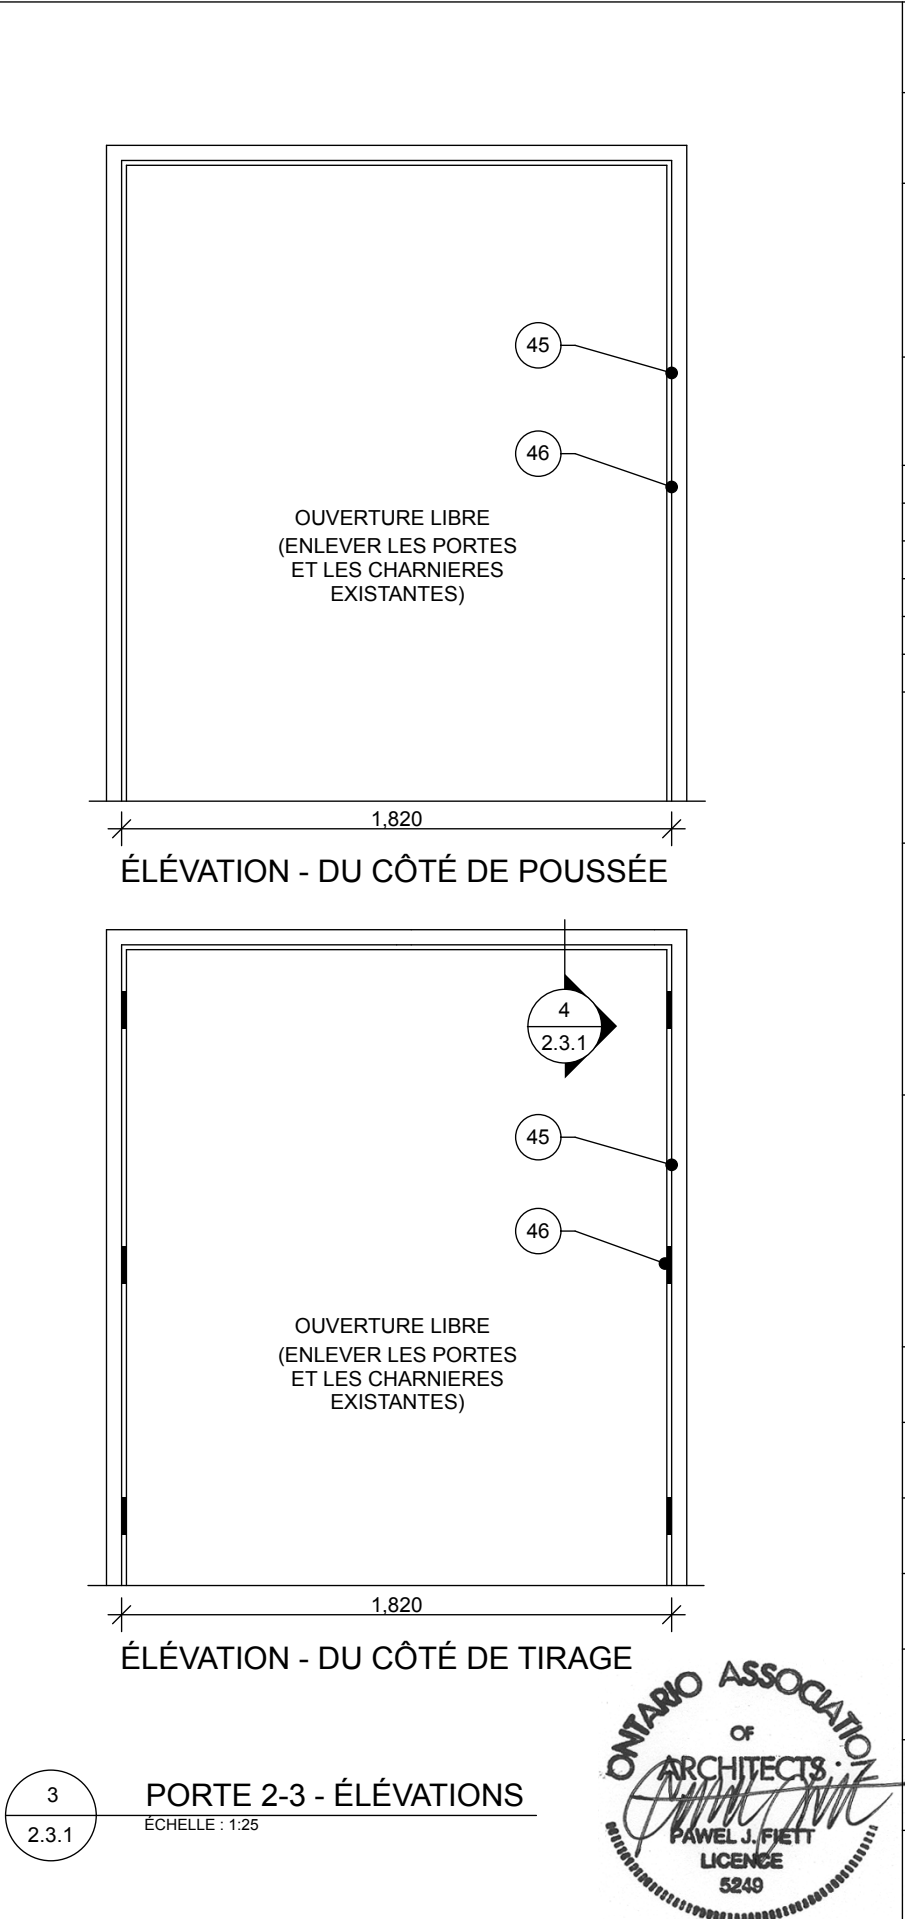 45
46
OUVERTURE LIBRE
(ENLEVER LES PORTES
ET LES CHARNIERES
EXISTANTES)
1,820
ÉLÉVATION - DU CÔTÉ DE POUSSÉE
4
2.3.1
45
46
OUVERTURE LIBRE
(ENLEVER LES PORTES
ET LES CHARNIERES
EXISTANTES)
1,820
ÉLÉVATION - DU CÔTÉ DE TIRAGE
3
2.3.1
PORTE 2-3 - ÉLÉVATIONS
ÉCHELLE : 1:25
ONTARIO ASSOCIATION
OF
ARCHITECTS
PAWEL J. FIETT
LICENCE
5249